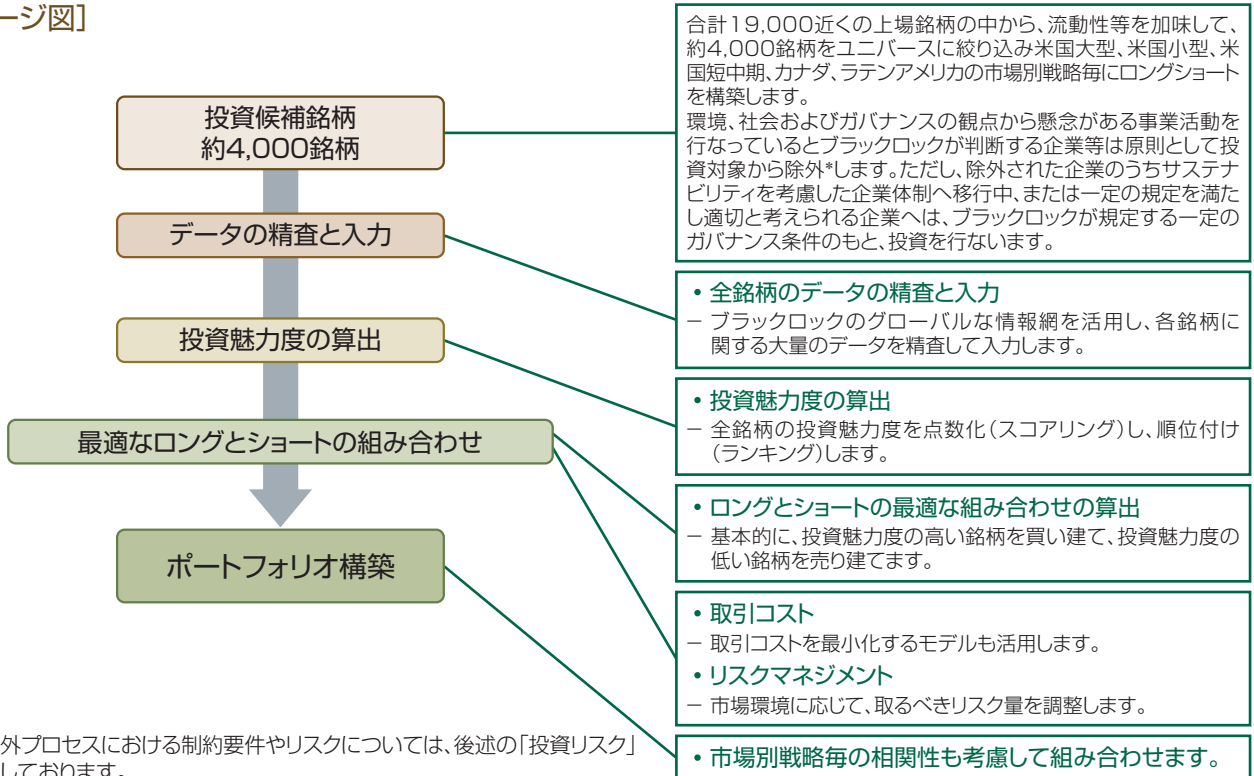 ージ図]
投資候補銘柄
約4,000銘柄
データの精査と入力
投資魅力度の算出
最適なロングとショートの組み合わせ
ポートフォリオ構築
合計19,000近くの上場銘柄の中から、流動性等を加味して、
約4,000銘柄をユニバースに絞り込み米国大型、米国小型、米
国短中期、カナダ、ラテンアメリカの市場別戦略毎にロングショート
を構築します。
環境、社会およびガバナンスの観点から懸念がある事業活動を
行なっているとブラックロックが判断する企業等は原則として投
資対象から除外*します。ただし、除外された企業のうちサステナ
ビリティを考慮した企業体制へ移行中、または一定の規定を満た
し適切と考えられる企業へは、ブラックロックが規定する一定の
ガバナンス条件のもと、投資を行ないます。
・全銘柄のデータの精査と入力
− ブラックロックのグローバルな情報網を活用し、各銘柄に
関する大量のデータを精査して入力します。
・投資魅力度の算出
− 全銘柄の投資魅力度を点数化(スコアリング)し、順位付け
(ランキング)します。
・ロングとショートの最適な組み合わせの算出
− 基本的に、投資魅力度の高い銘柄を買い建て、投資魅力度の
低い銘柄を売り建てます。
・取引コスト
− 取引コストを最小化するモデルも活用します。
・リスクマネジメント
− 市場環境に応じて、取るべきリスク量を調整します。
・市場別戦略毎の相関性も考慮して組み合わせます。
外プロセスにおける制約要件やリスクについては、後述の「投資リスク」
しております。